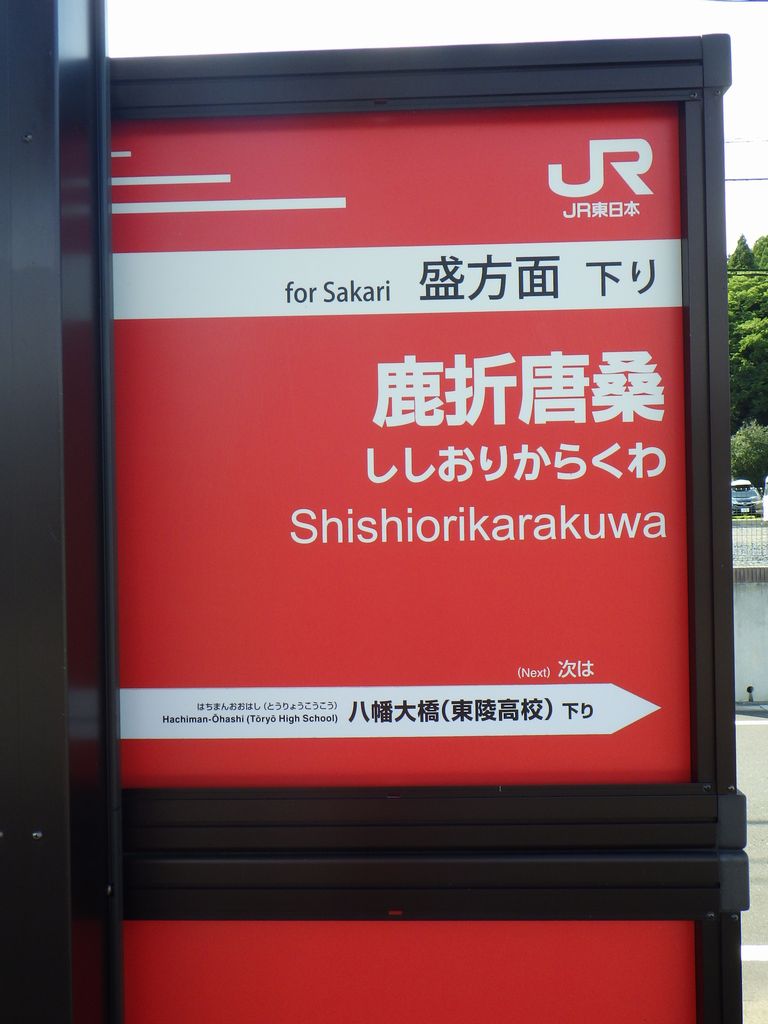 JR
JR東日本
for Sakari 盛方面 下り
鹿折唐桑
ししおりからくわ
Shishiorikarakuwa
(Next) 次は
はちまんおおはし(とうりょうこうこう)
Hachiman-Ōhashi (Tōryō High School) 八幡大橋(東陵高校) 下り